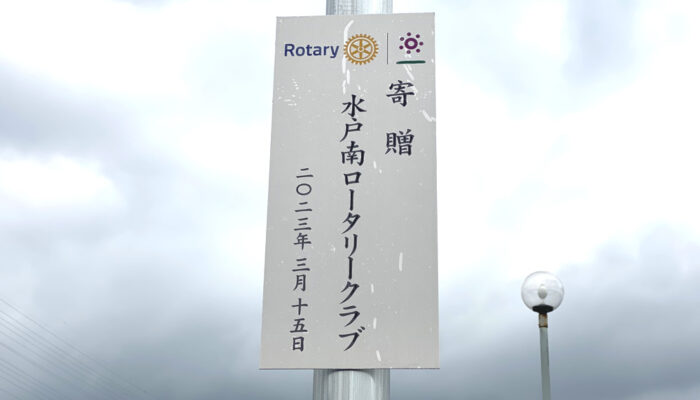 Rotary
寄贈
水戸南ロータリークラブ
二〇二三年 三月 十五日